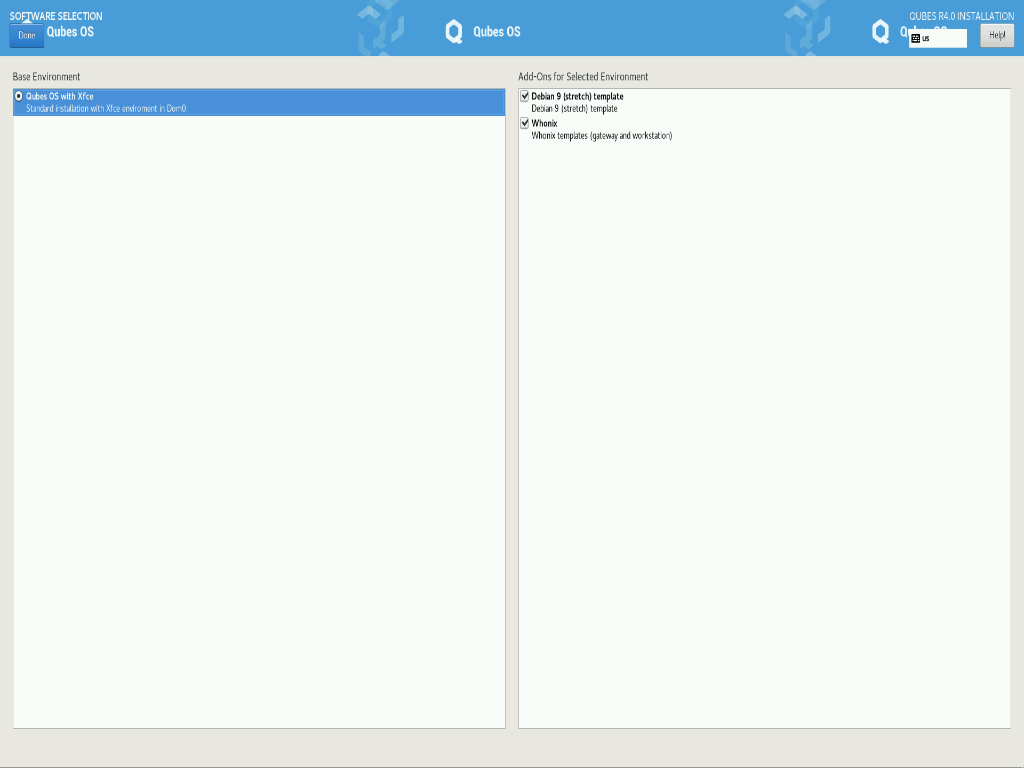 SOFTWARE SELECTION
Done
Qubes OS
Qubes OS
QUBES R4.0 INSTALLATION
us
Help!
Base Environment
Qubes OS with Xfce
Standard installation with Xfce enviroment in Dom0.
Add-Ons for Selected Environment
Debian 9 (stretch) template
Debian 9 (stretch) template
Whonix
Whonix templates (gateway and workstation)